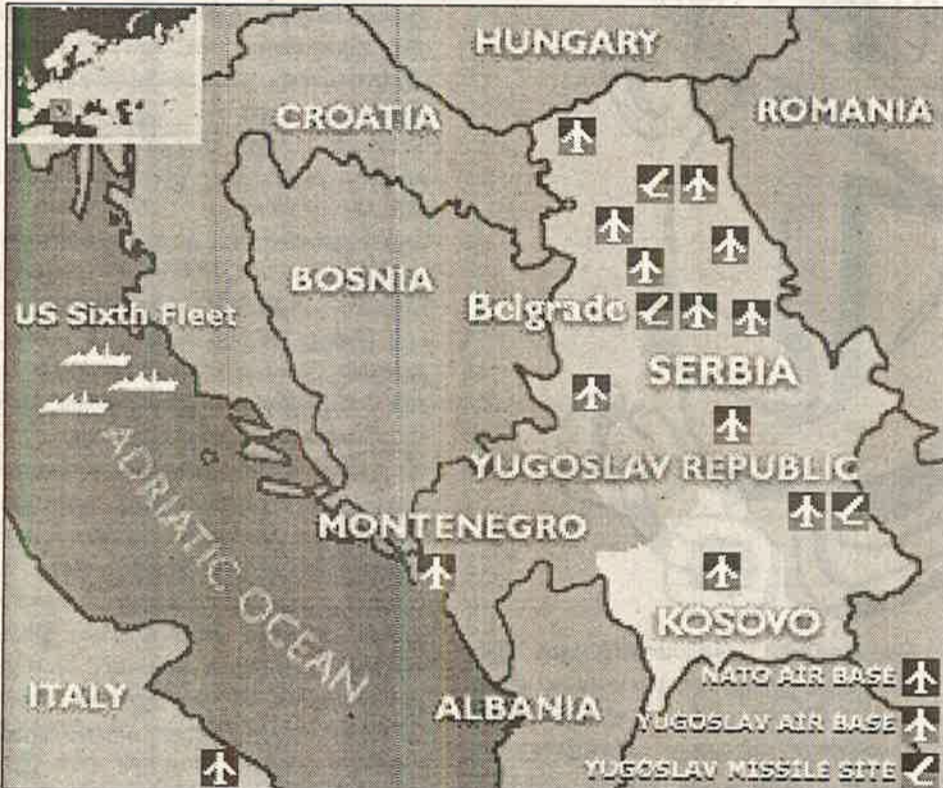 HUNGARY
ROMANIA
CROATIA
BOSNIA
US Sixth Fleet
Belgrade
SERBIA
YUGOSLAV REPUBLIC
MONTENEGRO
ADRIATIC OCEAN
KOSOVO
ITALY
ALBANIA
NATO AIR BASE
YUGOSLAV AIR BASE
YUGOSLAV MISSILE SITE